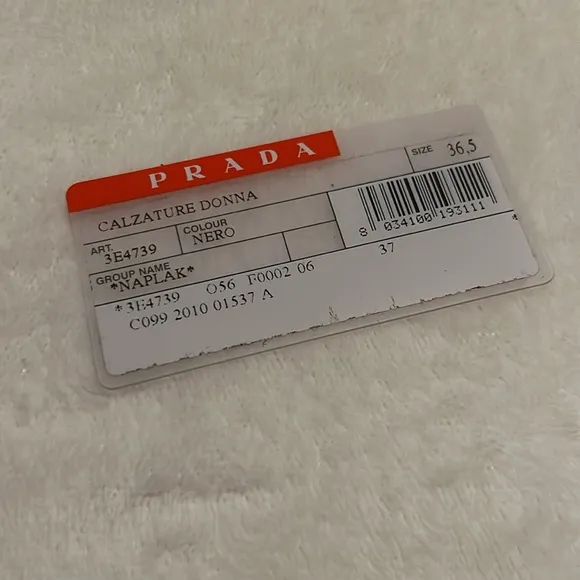 PRADA
CALZATURE DONNA
SIZE 36,5
ART. 3E4739
COLOUR NERO
8 034100 193111
GROUP NAME
*NAPLAK*
37 *
*3E4739 O56 F0002 06
C099 2010 01537 A